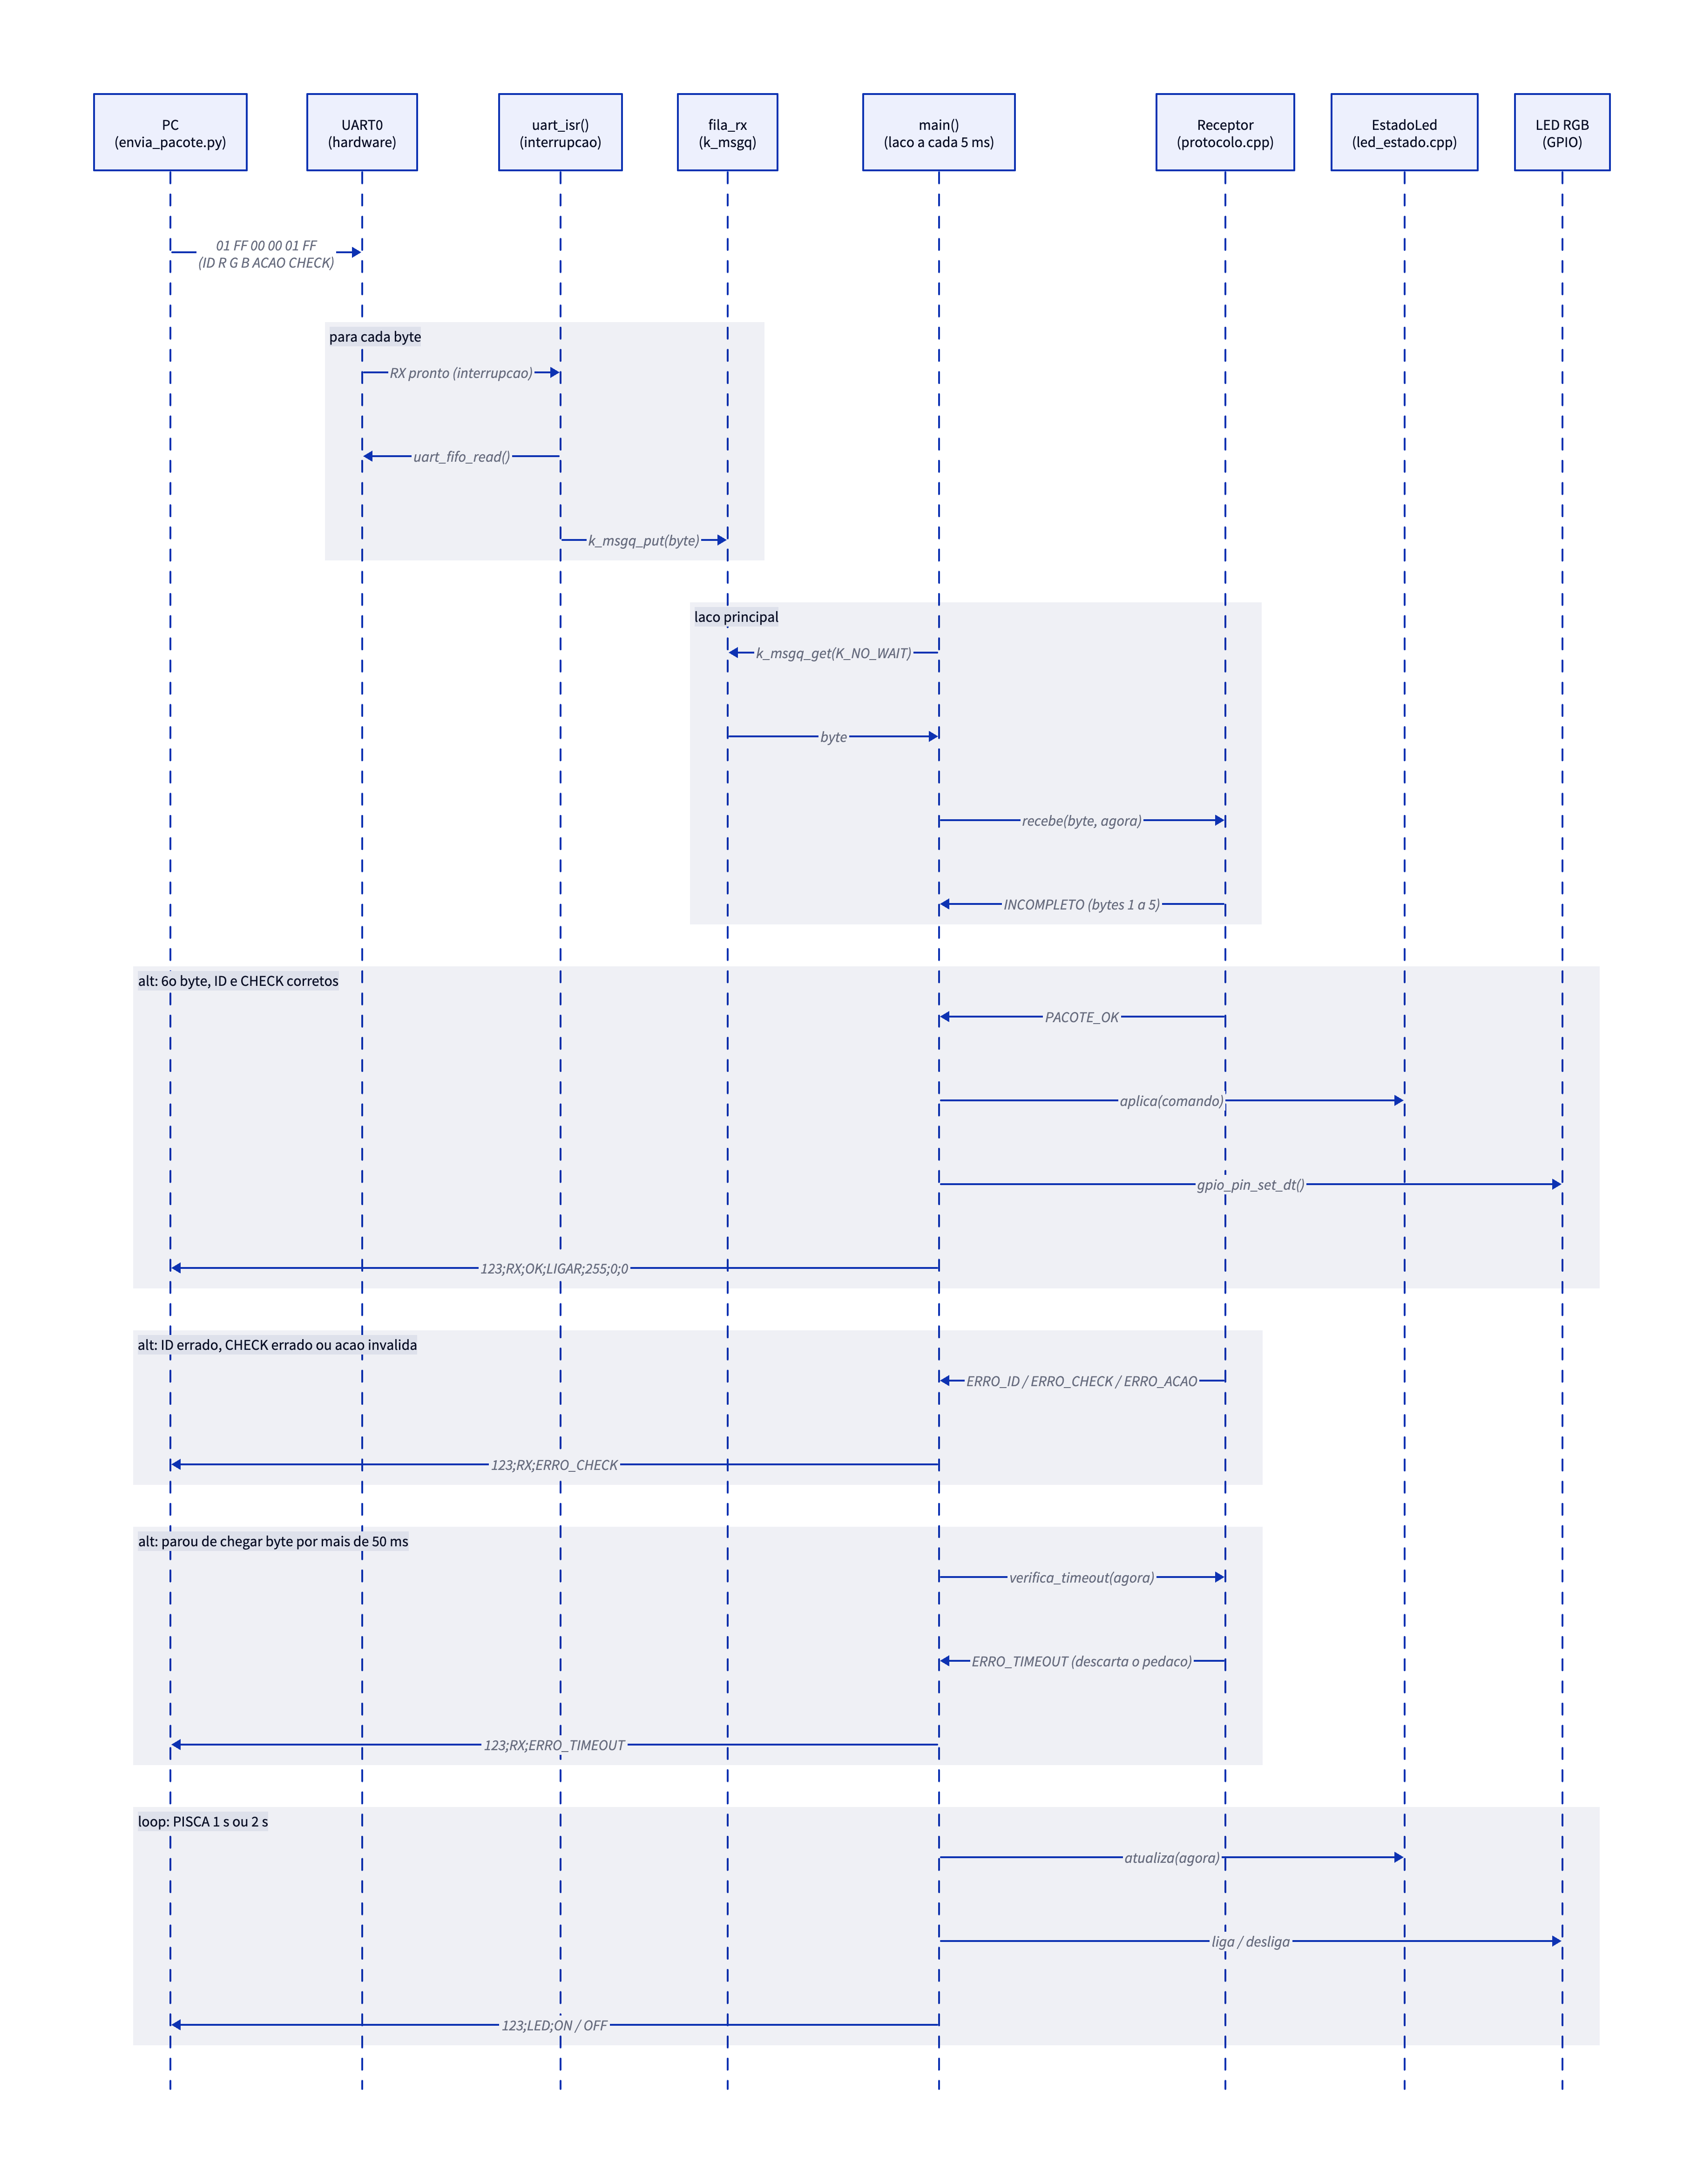 PC
(envia_pacote.py)
UART0
(hardware)
uart_isr()
(interrupcao)
fila_rx
(k_msgq)
main()
(laco a cada 5 ms)
Receptor
(protocolo.cpp)
EstadoLed
(led_estado.cpp)
LED RGB
(GPIO)
01 FF 00 00 01 FF
(ID R G B ACAO CHECK)
para cada byte
RX pronto (interrupcao)
uart_fifo_read()
k_msgq_put(byte)
laco principal
k_msgq_get(K_NO_WAIT)
byte
recebe(byte, agora)
INCOMPLETO (bytes 1 a 5)
alt: 6o byte, ID e CHECK corretos
PACOTE_OK
aplica(comando)
gpio_pin_set_dt()
123;RX;OK;LIGAR;255;0;0
alt: ID errado, CHECK errado ou acao invalida
ERRO_ID / ERRO_CHECK / ERRO_ACAO
123;RX;ERRO_CHECK
alt: parou de chegar byte por mais de 50 ms
verifica_timeout(agora)
ERRO_TIMEOUT (descarta o pedaco)
123;RX;ERRO_TIMEOUT
loop: PISCA 1 s ou 2 s
atualiza(agora)
liga / desliga
123;LED;ON / OFF